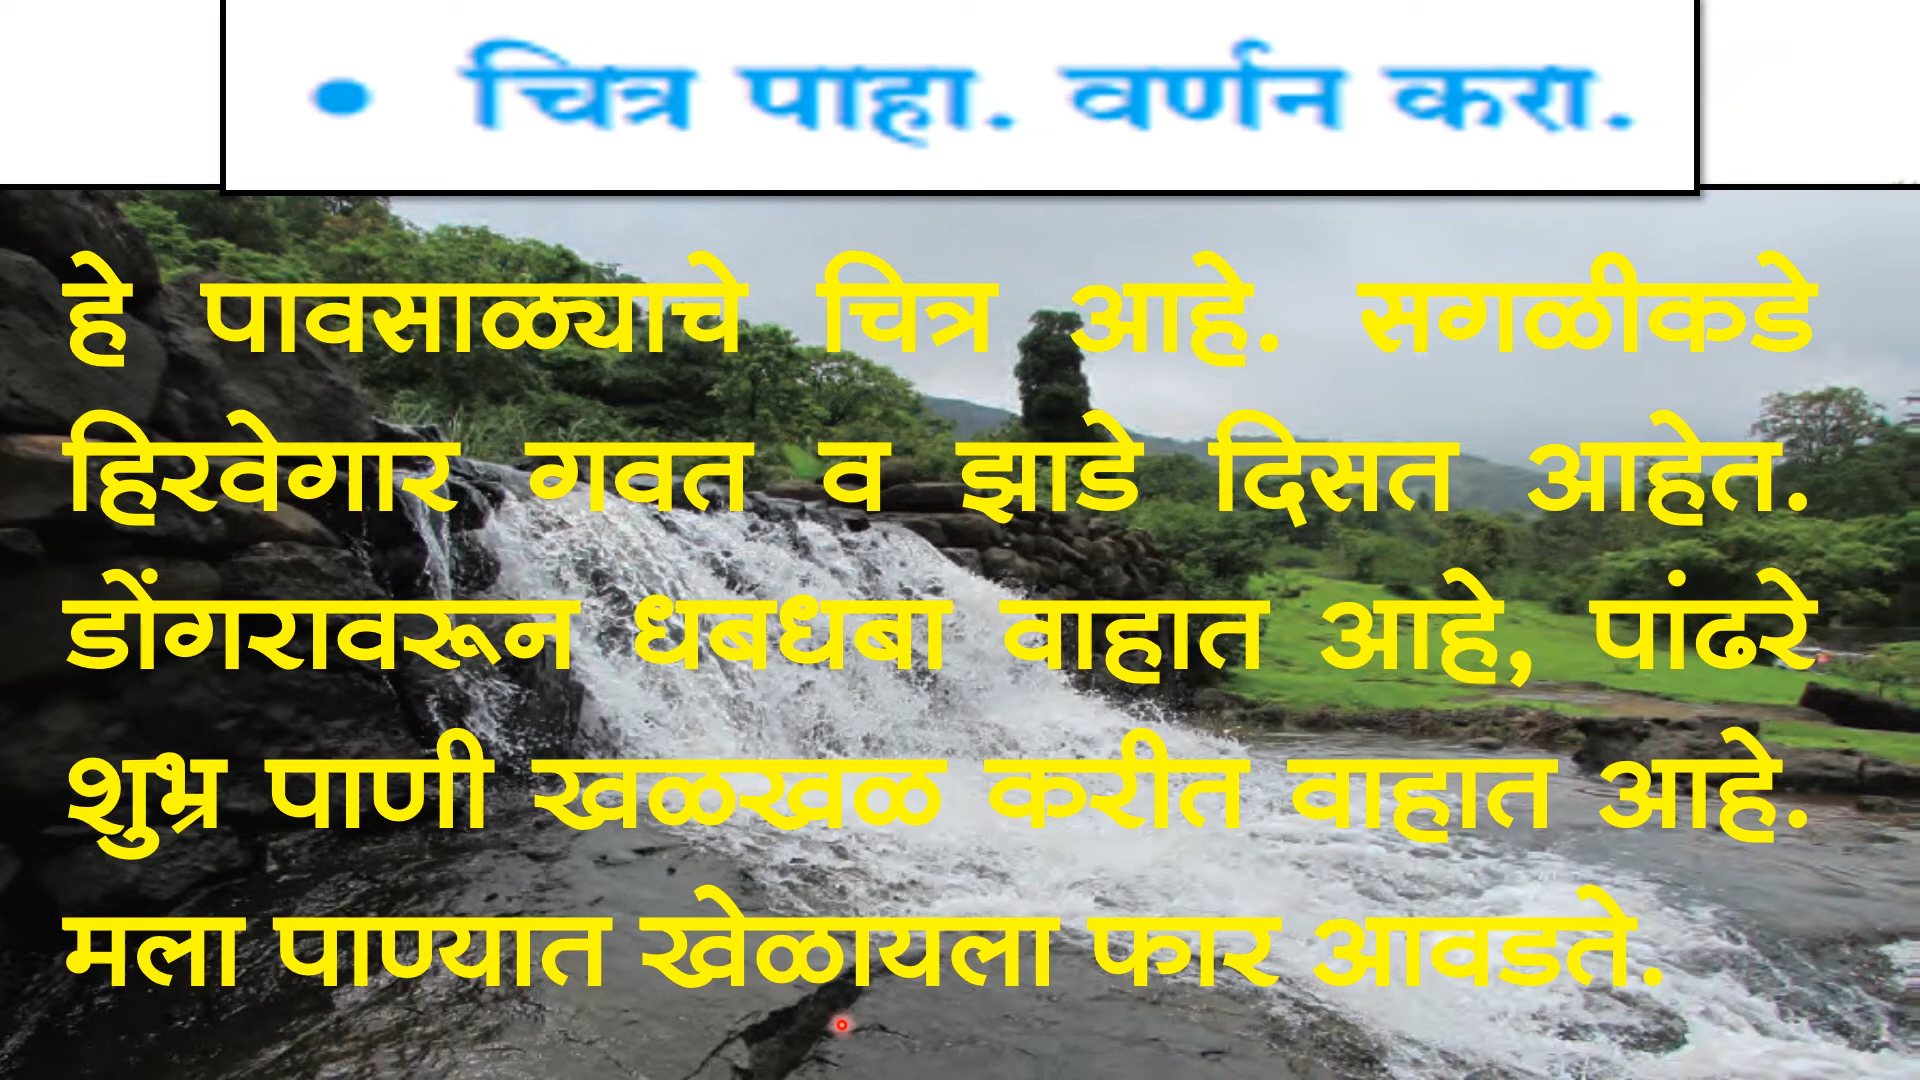 • चित्र पाहा. वर्णन करा.
हे पावसाळ्याचे चित्र आहे. सगळीकडे
हिरवेगार गवत व झाडे दिसत आहेत.
डोंगरावरून धबधबा वाहात आहे, पांढरे
शुभ्र पाणी खळखळ करीत वाहात आहे.
मला पाण्यात खेळायला फार आवडते.